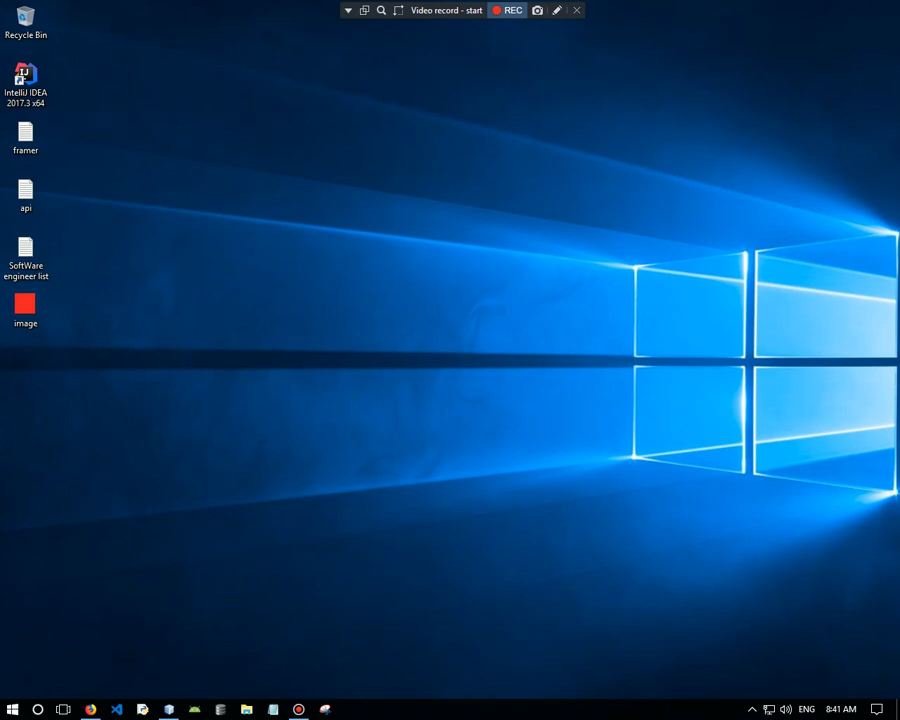 Video record - start
REC
Recycle Bin
IJ
IntelliJ IDEA
2017.3 x64
framer
api
SoftWare
engineer list
image
ENG
8:41 AM